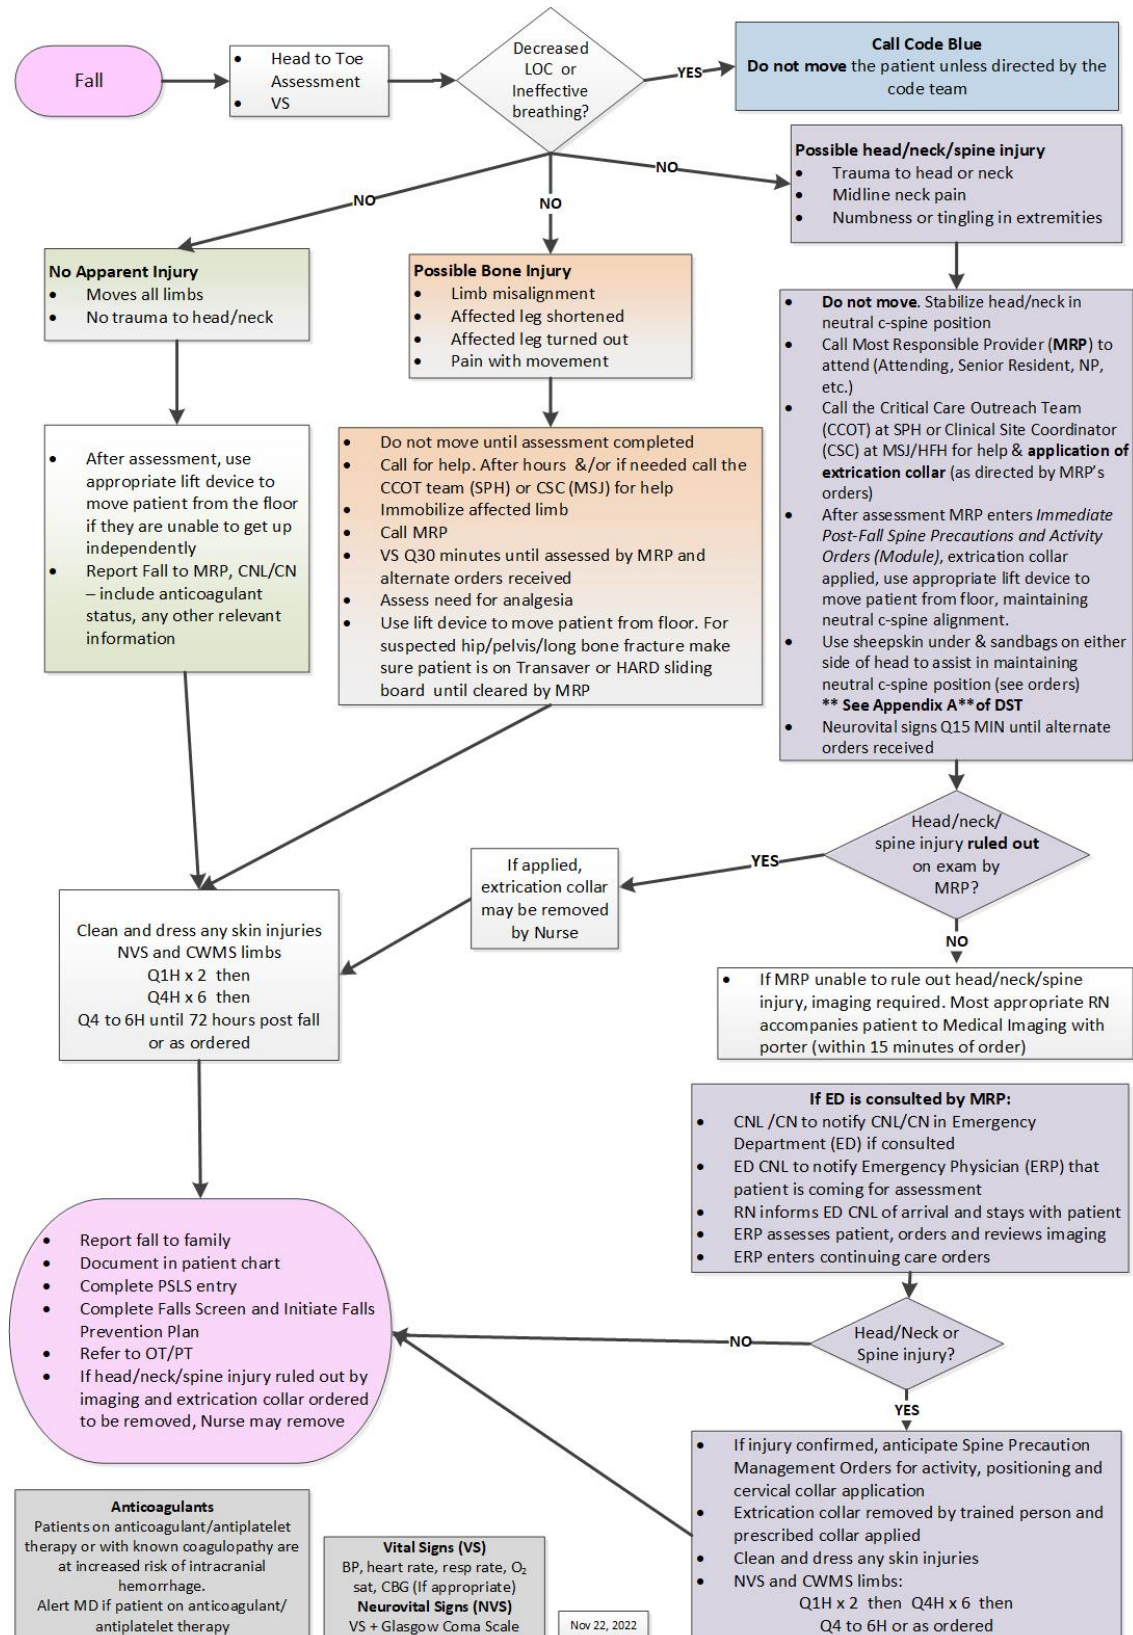 Fall
• Head to Toe
Assessment
• VS
Decreased
LOC or
Ineffective
breathing?
YES
Call Code Blue
Do not move the patient unless directed by the
code team
NO
NO
NO
Possible head/neck/spine injury
• Trauma to head or neck
• Midline neck pain
• Numbness or tingling in extremities
No Apparent Injury
• Moves all limbs
• No trauma to head/neck
Possible Bone Injury
• Limb misalignment
• Affected leg shortened
• Affected leg turned out
• Pain with movement
• Do not move. Stabilize head/neck in
neutral c-spine position
• Call Most Responsible Provider (MRP) to
attend (Attending, Senior Resident, NP,
etc.)
• Call the Critical Care Outreach Team
(CCOT) at SPH or Clinical Site Coordinator
(CSC) at MSJ/HFH for help & application of
extrication collar (as directed by MRP's
orders)
• After assessment MRP enters Immediate
Post-Fall Spine Precautions and Activity
Orders (Module), extrication collar
applied, use appropriate lift device to
move patient from floor, maintaining
neutral c-spine alignment.
• Use sheepskin under & sandbags on either
side of head to assist in maintaining
neutral c-spine position (see orders)
** See Appendix A** of DST
• Neurovital signs Q15 MIN until alternate
orders received
• After assessment, use
appropriate lift device to
move patient from the floor
if they are unable to get up
independently
• Report Fall to MRP, CNL/CN
– include anticoagulant
status, any other relevant
information
• Do not move until assessment completed
• Call for help. After hours &/or if needed call the
CCOT team (SPH) or CSC (MSJ) for help
• Immobilize affected limb
• Call MRP
• VS Q30 minutes until assessed by MRP and
alternate orders received
• Assess need for analgesia
• Use lift device to move patient from floor. For
suspected hip/pelvis/long bone fracture make
sure patient is on Transaver or HARD sliding
board until cleared by MRP
Head/neck/
spine injury ruled out
on exam by
MRP?
YES
If applied,
extrication collar
may be removed
by Nurse
NO
• If MRP unable to rule out head/neck/spine
injury, imaging required. Most appropriate RN
accompanies patient to Medical Imaging with
porter (within 15 minutes of order)
Clean and dress any skin injuries
NVS and CWMS limbs
Q1H x 2 then
Q4H x 6 then
Q4 to 6H until 72 hours post fall
or as ordered
If ED is consulted by MRP:
• CNL /CN to notify CNL/CN in Emergency
Department (ED) if consulted
• ED CNL to notify Emergency Physician (ERP) that
patient is coming for assessment
• RN informs ED CNL of arrival and stays with patient
• ERP assesses patient, orders and reviews imaging
• ERP enters continuing care orders
Head/Neck or
Spine injury?
NO
YES
• Report fall to family
• Document in patient chart
• Complete PSLS entry
• Complete Falls Screen and Initiate Falls
Prevention Plan
• Refer to OT/PT
• If head/neck/spine injury ruled out by
imaging and extrication collar ordered
to be removed, Nurse may remove
• If injury confirmed, anticipate Spine Precaution
Management Orders for activity, positioning and
cervical collar application
• Extrication collar removed by trained person and
prescribed collar applied
• Clean and dress any skin injuries
• NVS and CWMS limbs:
Q1H x 2 then Q4H x 6 then
Q4 to 6H or as ordered
Anticoagulants
Patients on anticoagulant/antiplatelet
therapy or with known coagulopathy are
at increased risk of intracranial
hemorrhage.
Alert MD if patient on anticoagulant/
antiplatelet therapy
Vital Signs (VS)
BP, heart rate, resp rate, O₂
sat, CBG (If appropriate)
Neurovital Signs (NVS)
VS + Glasgow Coma Scale
Nov 22, 2022